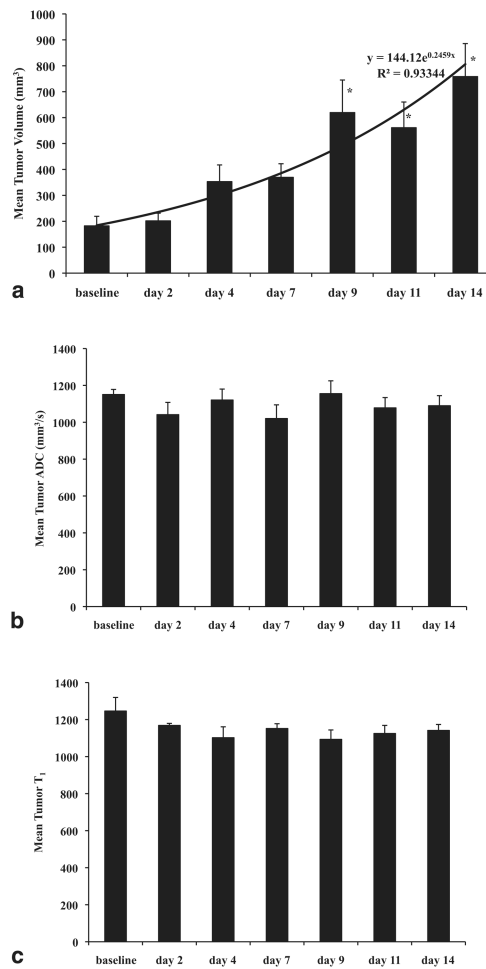 1000
900
800
700
600
500
400
300
200
100
0
Mean Tumor Volume (mm³)
y = 144.12e^0.2459x
R² = 0.93344
*
*
*
baseline day 2 day 4 day 7 day 9 day 11 day 14
a
1400
1200
1000
800
600
400
200
0
Mean Tumor ADC (mm³/s)
baseline day 2 day 4 day 7 day 9 day 11 day 14
b
1400
1200
1000
800
600
400
200
0
Mean Tumor T₁
baseline day 2 day 4 day 7 day 9 day 11 day 14
c